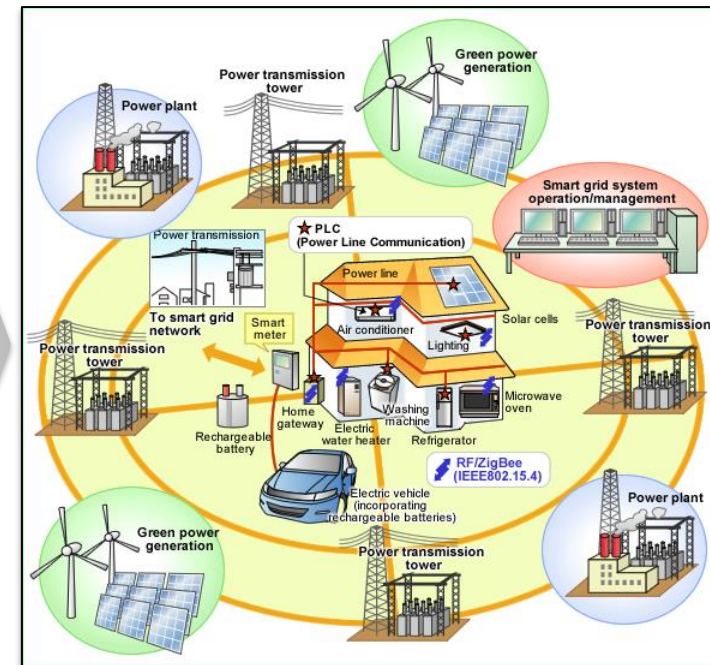 Green power
generation
Power transmission
tower
Power plant
Smart grid system
operation/management
PLC
(Power Line Communication)
Power transmission
Power line
To smart grid
network
Air conditioner
Solar cells
Lighting
Smart
meter
Power transmission
tower
Power transmission
tower
Rechargeable
battery
Home
gateway
Electric
water heater
Washing
machine
Refrigerator
Microwave
oven
RF/ZigBee
(IEEE802.15.4)
Electric vehicle
(incorporating
rechargeable batteries)
Green power
generation
Power transmission
tower
Power plant